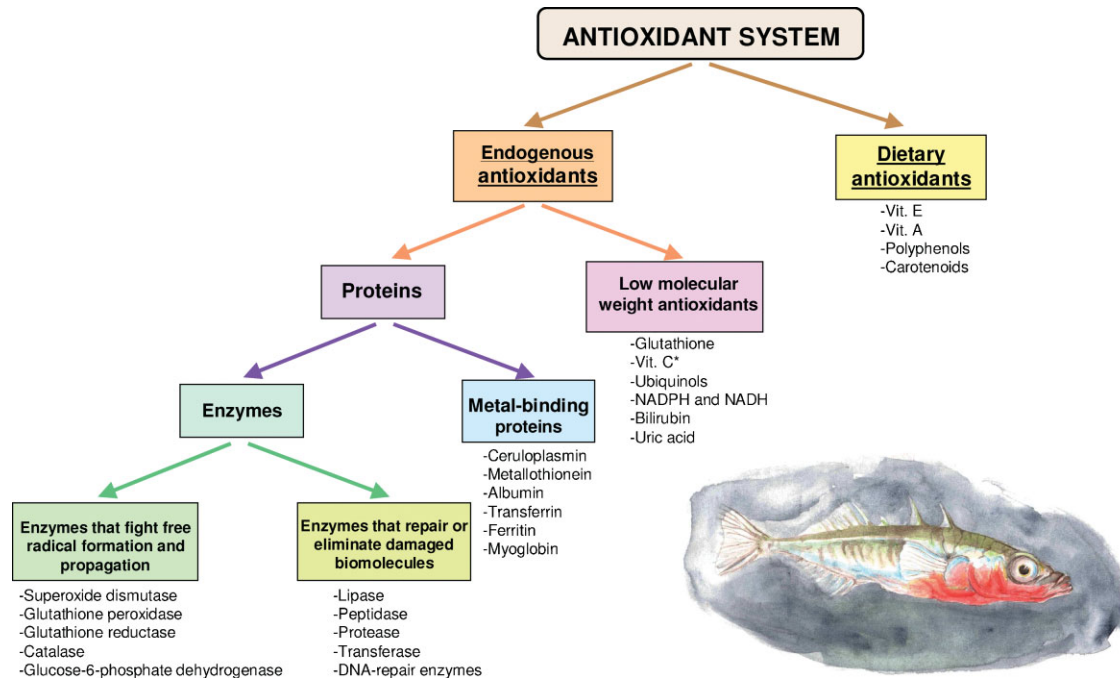 ANTIOXIDANT SYSTEM
Endogenous
antioxidants
Dietary
antioxidants
-Vit. E
-Vit. A
-Polyphenols
-Carotenoids
Proteins
Low molecular
weight antioxidants
-Glutathione
-Vit. C*
-Ubiquinols
-NADPH and NADH
-Bilirubin
-Uric acid
Enzymes
Metal-binding
proteins
-Ceruloplasmin
-Metallothionein
-Albumin
-Transferrin
-Ferritin
-Myoglobin
Enzymes that fight free
radical formation and
propagation
-Superoxide dismutase
-Glutathione peroxidase
-Glutathione reductase
-Catalase
-Glucose-6-phosphate dehydrogenase
Enzymes that repair or
eliminate damaged
biomolecules
-Lipase
-Peptidase
-Protease
-Transferase
-DNA-repair enzymes